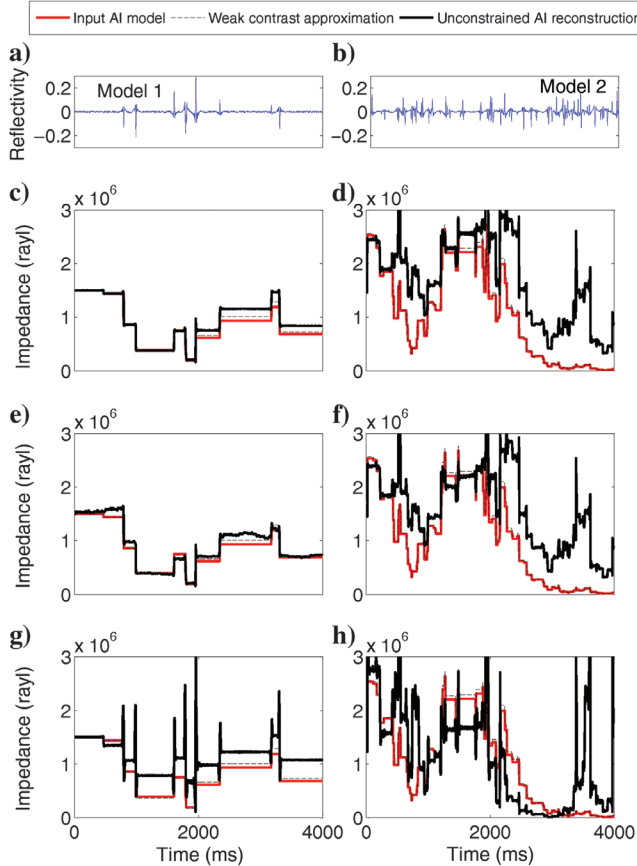 Input AI model
Weak contrast approximation
Unconstrained AI reconstruction
a)
b)
Reflectivity
0.2
0
−0.2
Model 1
0.2
0
−0.2
Model 2
c)
d)
Impedance (rayl)
x 10^6
3
2
1
0
x 10^6
3
2
1
0
e)
f)
Impedance (rayl)
x 10^6
3
2
1
0
x 10^6
3
2
1
0
g)
h)
Impedance (rayl)
x 10^6
3
2
1
0
x 10^6
3
2
1
0
0 2000 4000
0 2000 4000
Time (ms)
Time (ms)